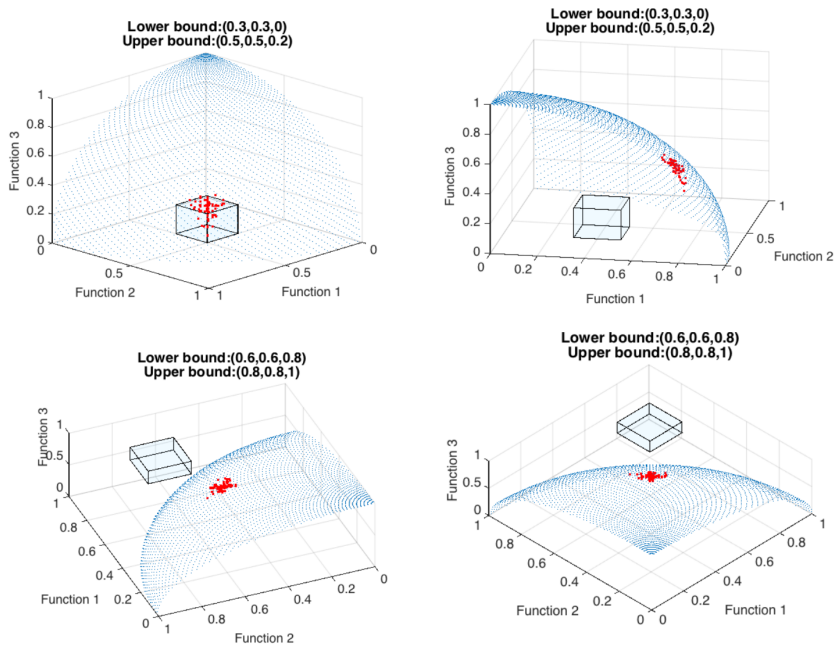 Lower bound:(0.3,0.3,0)
Upper bound:(0.5,0.5,0.2)
1
0.8
0.6
0.4
0.2
0
Function 3
0
0.5
1
Function 2
1
0.5
0
Function 1
Lower bound:(0.3,0.3,0)
Upper bound:(0.5,0.5,0.2)
1
0.8
0.6
0.4
0.2
0
Function 3
0
0.2
0.4
0.6
0.8
1
Function 1
0
0.5
1
Function 2
Lower bound:(0.6,0.6,0.8)
Upper bound:(0.8,0.8,1)
1
0.5
0
Function 3
1
0.8
0.6
0.4
0.2
0
Function 1
1
0.8
0.6
0.4
0.2
0
Function 2
Lower bound:(0.6,0.6,0.8)
Upper bound:(0.8,0.8,1)
1
0.5
0
Function 3
1
0.8
0.6
0.4
0.2
0
Function 2
0
0.2
0.4
0.6
0.8
1
Function 1